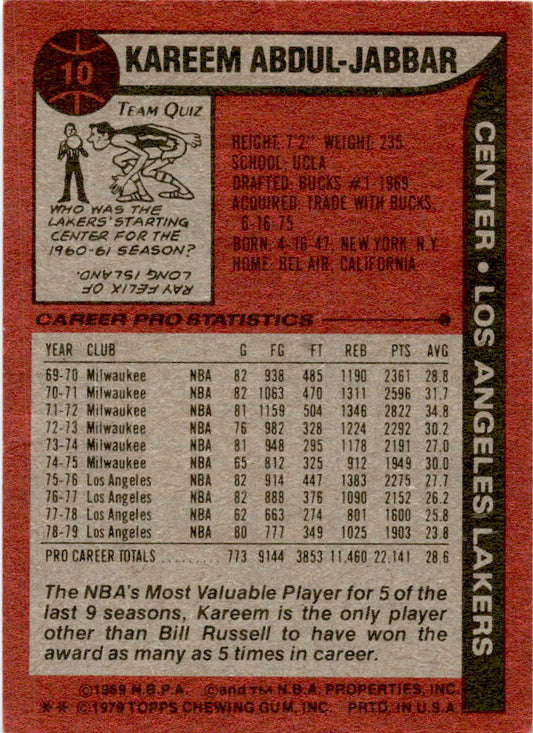 10
KAREEM ABDUL-JABBAR
CENTER • LOS ANGELES LAKERS
TEAM QUIZ
WHO WAS THE
LAKERS' STARTING
CENTER FOR THE
1960-61 SEASON?
RAY FELIX OF
LONG ISLAND.
HEIGHT: 7'2" WEIGHT: 235
SCHOOL: UCLA
DRAFTED: BUCKS #1-1969
ACQUIRED: TRADE WITH BUCKS,
6-16-75
BORN: 4-16-47, NEW YORK, N.Y.
HOME: BEL AIR, CALIFORNIA
CAREER PRO STATISTICS
YEAR CLUB G FG FT REB PTS AVG
69-70 Milwaukee NBA 82 938 485 1190 2361 28.8
70-71 Milwaukee NBA 82 1063 470 1311 2596 31.7
71-72 Milwaukee NBA 81 1159 504 1346 2822 34.8
72-73 Milwaukee NBA 76 982 328 1224 2292 30.2
73-74 Milwaukee NBA 81 948 295 1178 2191 27.0
74-75 Milwaukee NBA 65 812 325 912 1949 30.0
75-76 Los Angeles NBA 82 914 447 1383 2275 27.7
76-77 Los Angeles NBA 82 888 376 1090 2152 26.2
77-78 Los Angeles NBA 62 663 274 801 1600 25.8
78-79 Los Angeles NBA 80 777 349 1025 1903 23.8
PRO CAREER TOTALS ......... 773 9144 3853 11,460 22,141 28.6
The NBA's Most Valuable Player for 5 of the
last 9 seasons, Kareem is the only player
other than Bill Russell to have won the
award as many as 5 times in career.
©1969 N.B.P.A. ©and TM N.B.A. PROPERTIES, INC.
** ©1979 TOPPS CHEWING GUM, INC. PRTD. IN U.S.A